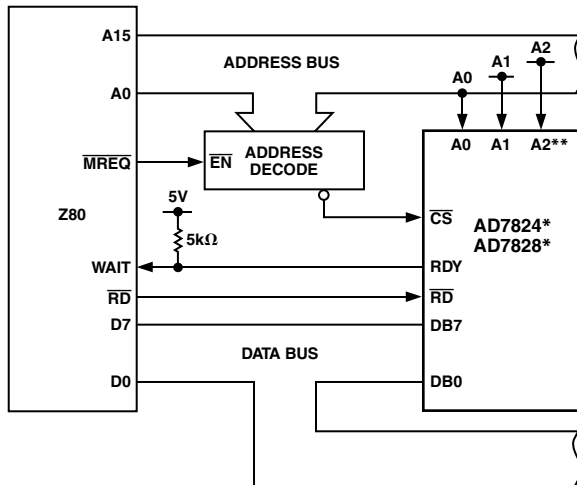 A15
ADDRESS BUS
A2
A1
A0
A0
MREQ
EN
ADDRESS
DECODE
A0
A1
A2**
5V
CS
AD7824*
AD7828*
Z80
5kΩ
WAIT
RDY
RD
RD
D7
DB7
DATA BUS
D0
DB0